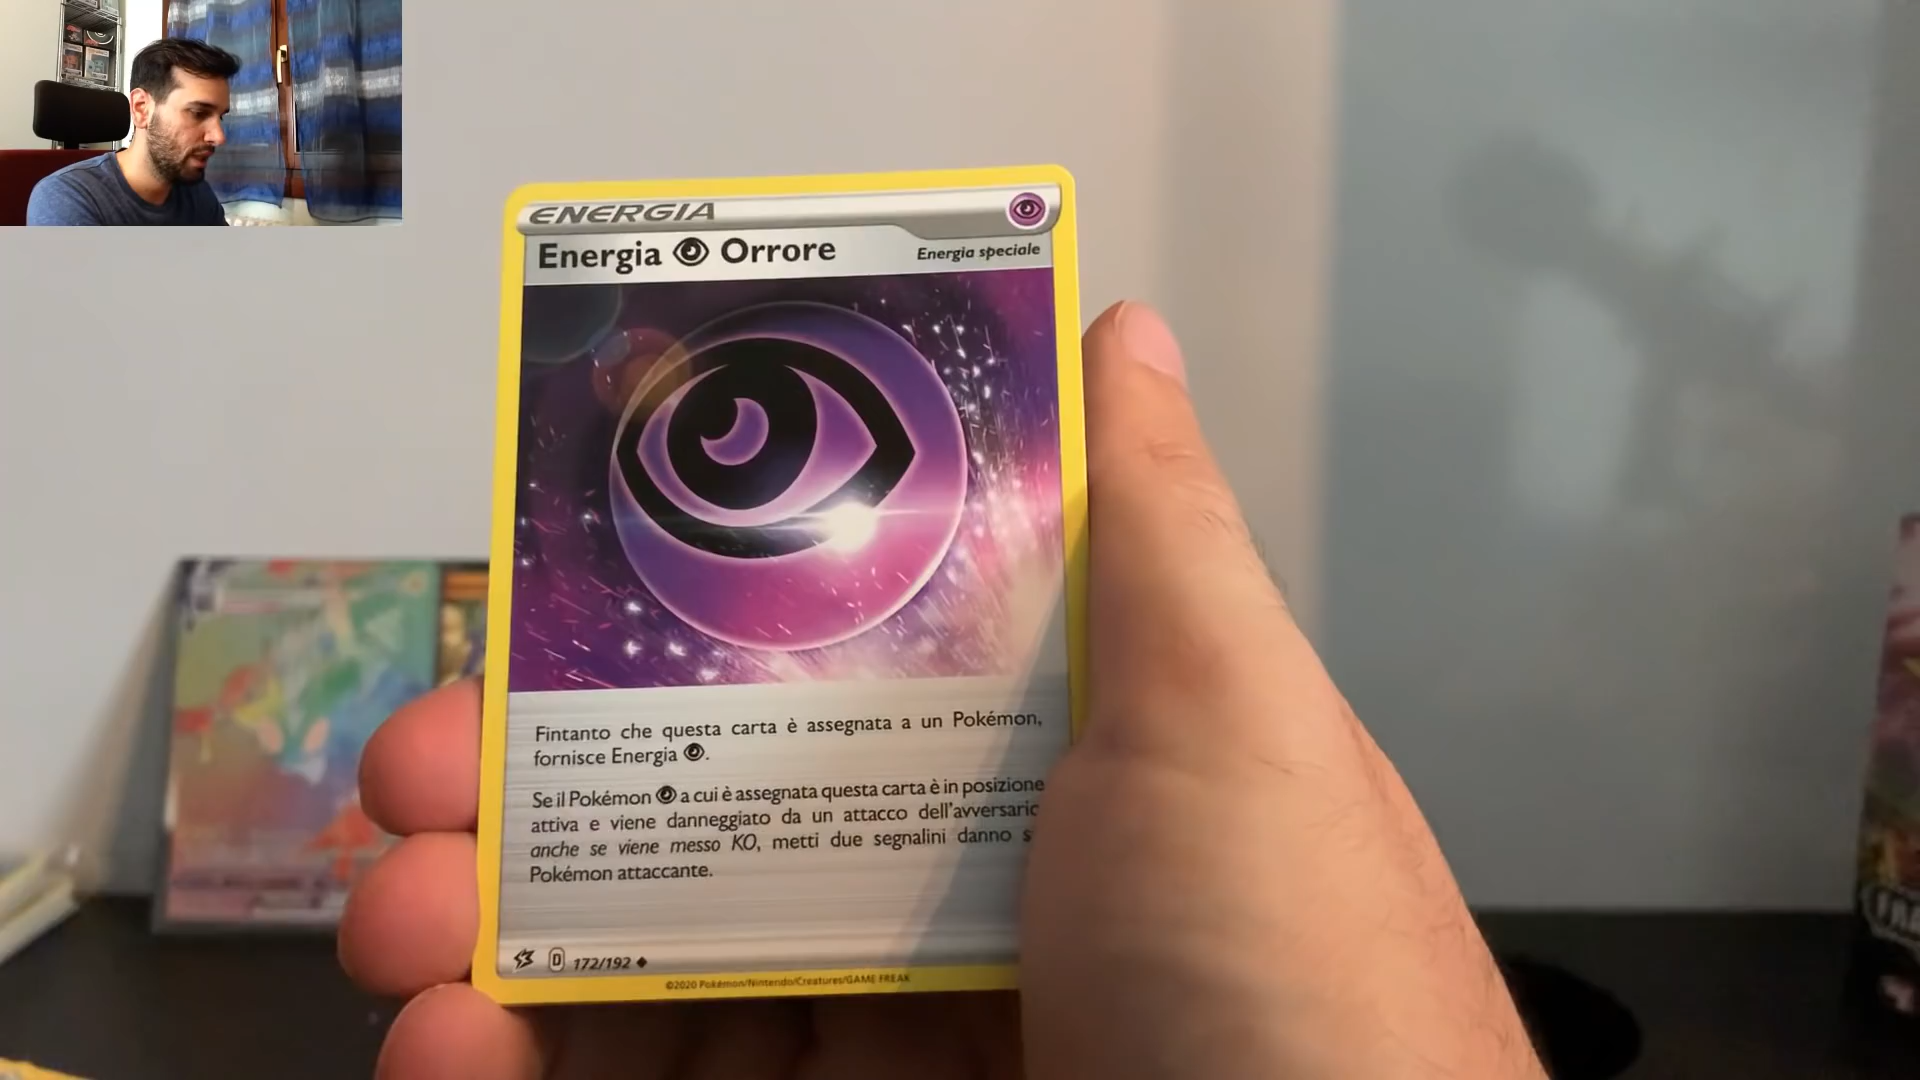 ENERGIA
Energia Orrore
Energia speciale
Fintanto che questa carta è assegnata a un Pokémon,
fornisce Energia
Se il Pokémon a cui è assegnata questa carta è in posizione
attiva e viene danneggiato da un attacco dell'avversario
anche se viene messo KO, metti due segnalini danno
Pokémon attaccante.
D 172/192
©2020 Pokémon/Nintendo/Creatures/GAME FREAK